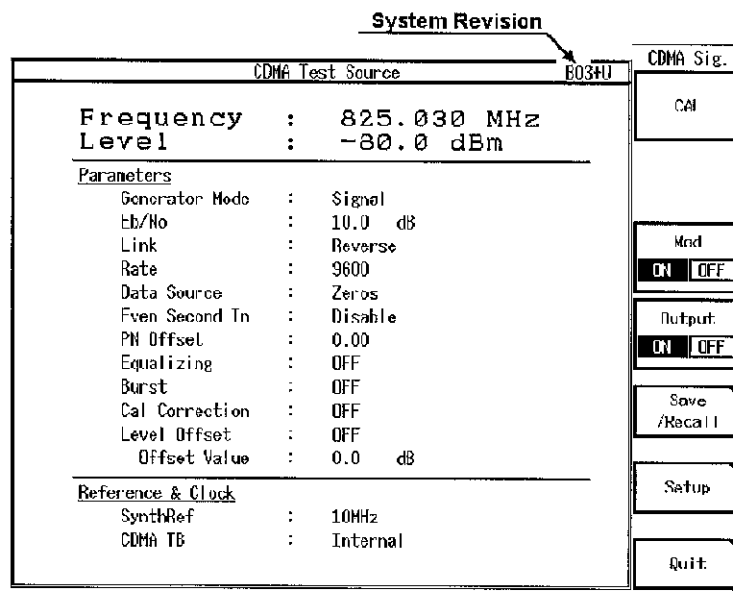 System Revision
CDMA Test Source B03+U
CDMA Sig.
Frequency : 825.030 MHz
Level : -80.0 dBm
Parameters
Generator Mode : Signal
Eb/No : 10.0 dB
Link : Reverse
Rate : 9600
Data Source : Zeros
Even Second In : Disable
PN Offset : 0.00
Equalizing : OFF
Burst : OFF
Cal Correction : OFF
Level Offset : OFF
Offset Value : 0.0 dB
Reference & Clock
SynthRef : 10MHz
CDMA TB : Internal
CAL
Mod
ON OFF
Output
ON OFF
Save
/Recall
Setup
Quit